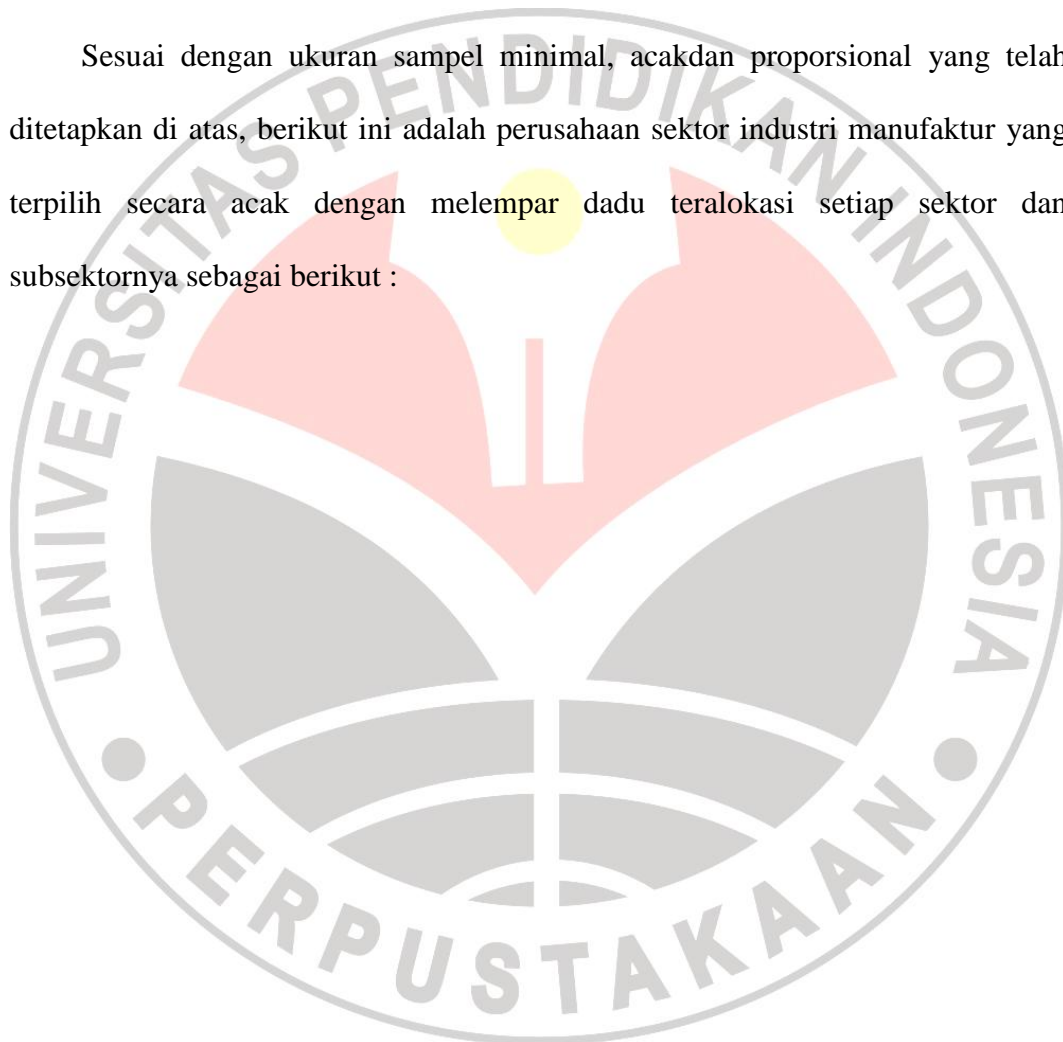 Sesuai dengan ukuran sampel minimal, acakdan proporsional yang telah
ditetapkan di atas, berikut ini adalah perusahaan sektor industri manufaktur yang
terpilih secara acak dengan melempar dadu teralokasi setiap sektor dan
subsektornya sebagai berikut :
UNIVERSITAS PENDIDIKAN INDONESIA
PERPUSTAKAAN